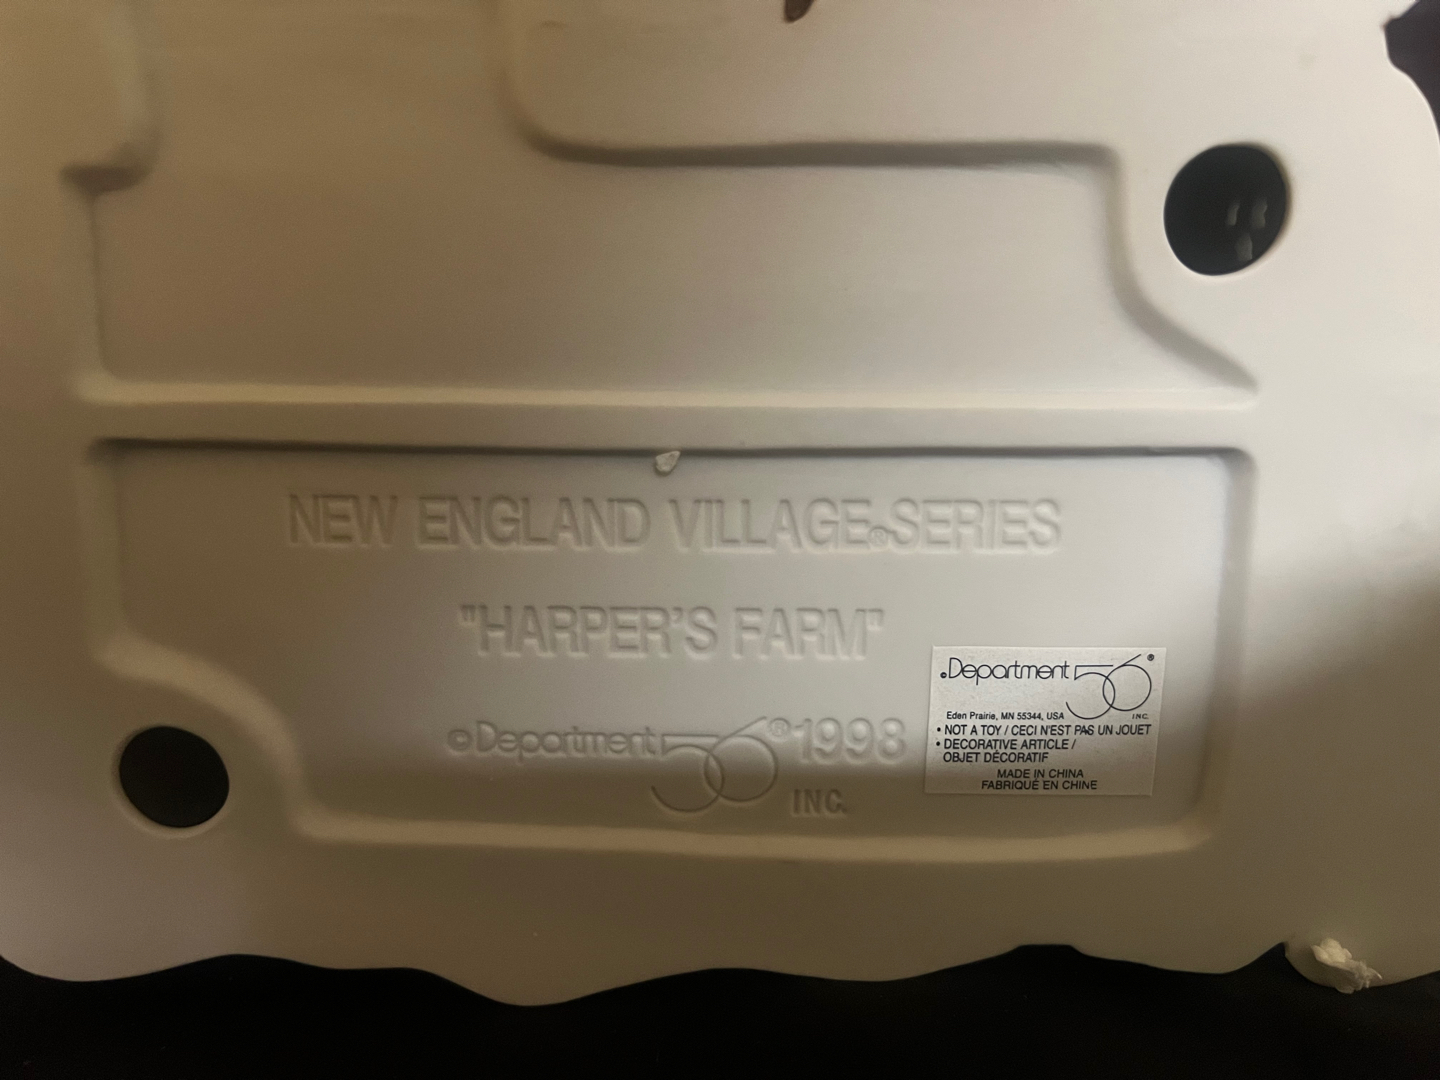 NEW ENGLAND VILLAGE® SERIES
"HARPER'S FARM"
©Department 56® 1998
INC.
©Department 56®
Eden Prairie, MN 55344, USA INC.
• NOT A TOY / CECI N'EST PAS UN JOUET
• DECORATIVE ARTICLE /
OBJET DÉCORATIF
MADE IN CHINA
FABRIQUÉ EN CHINE